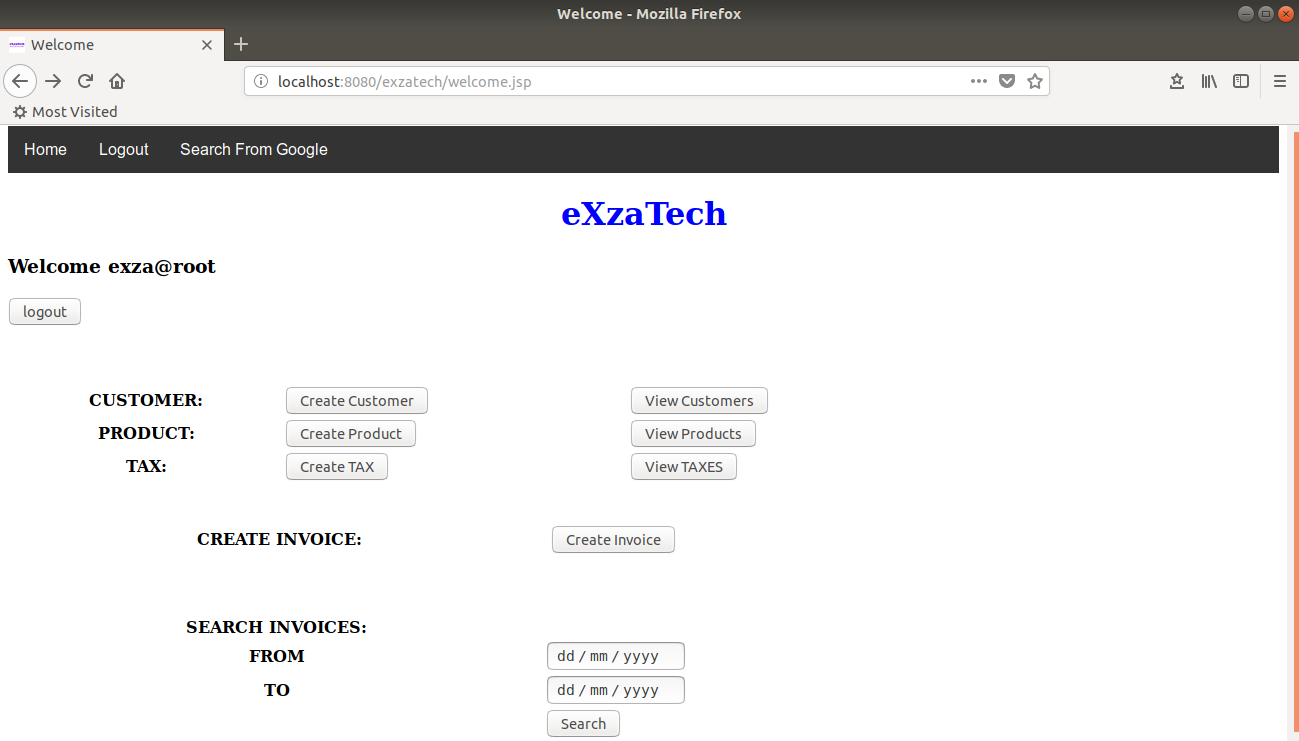 Welcome - Mozilla Firefox
Welcome
localhost:8080/exzatech/welcome.jsp
Most Visited
Home Logout Search From Google
eXzaTech
Welcome exza@root
logout
CUSTOMER: Create Customer View Customers
PRODUCT: Create Product View Products
TAX: Create TAX View TAXES
CREATE INVOICE: Create Invoice
SEARCH INVOICES:
FROM dd / mm / yyyy
TO dd / mm / yyyy
Search